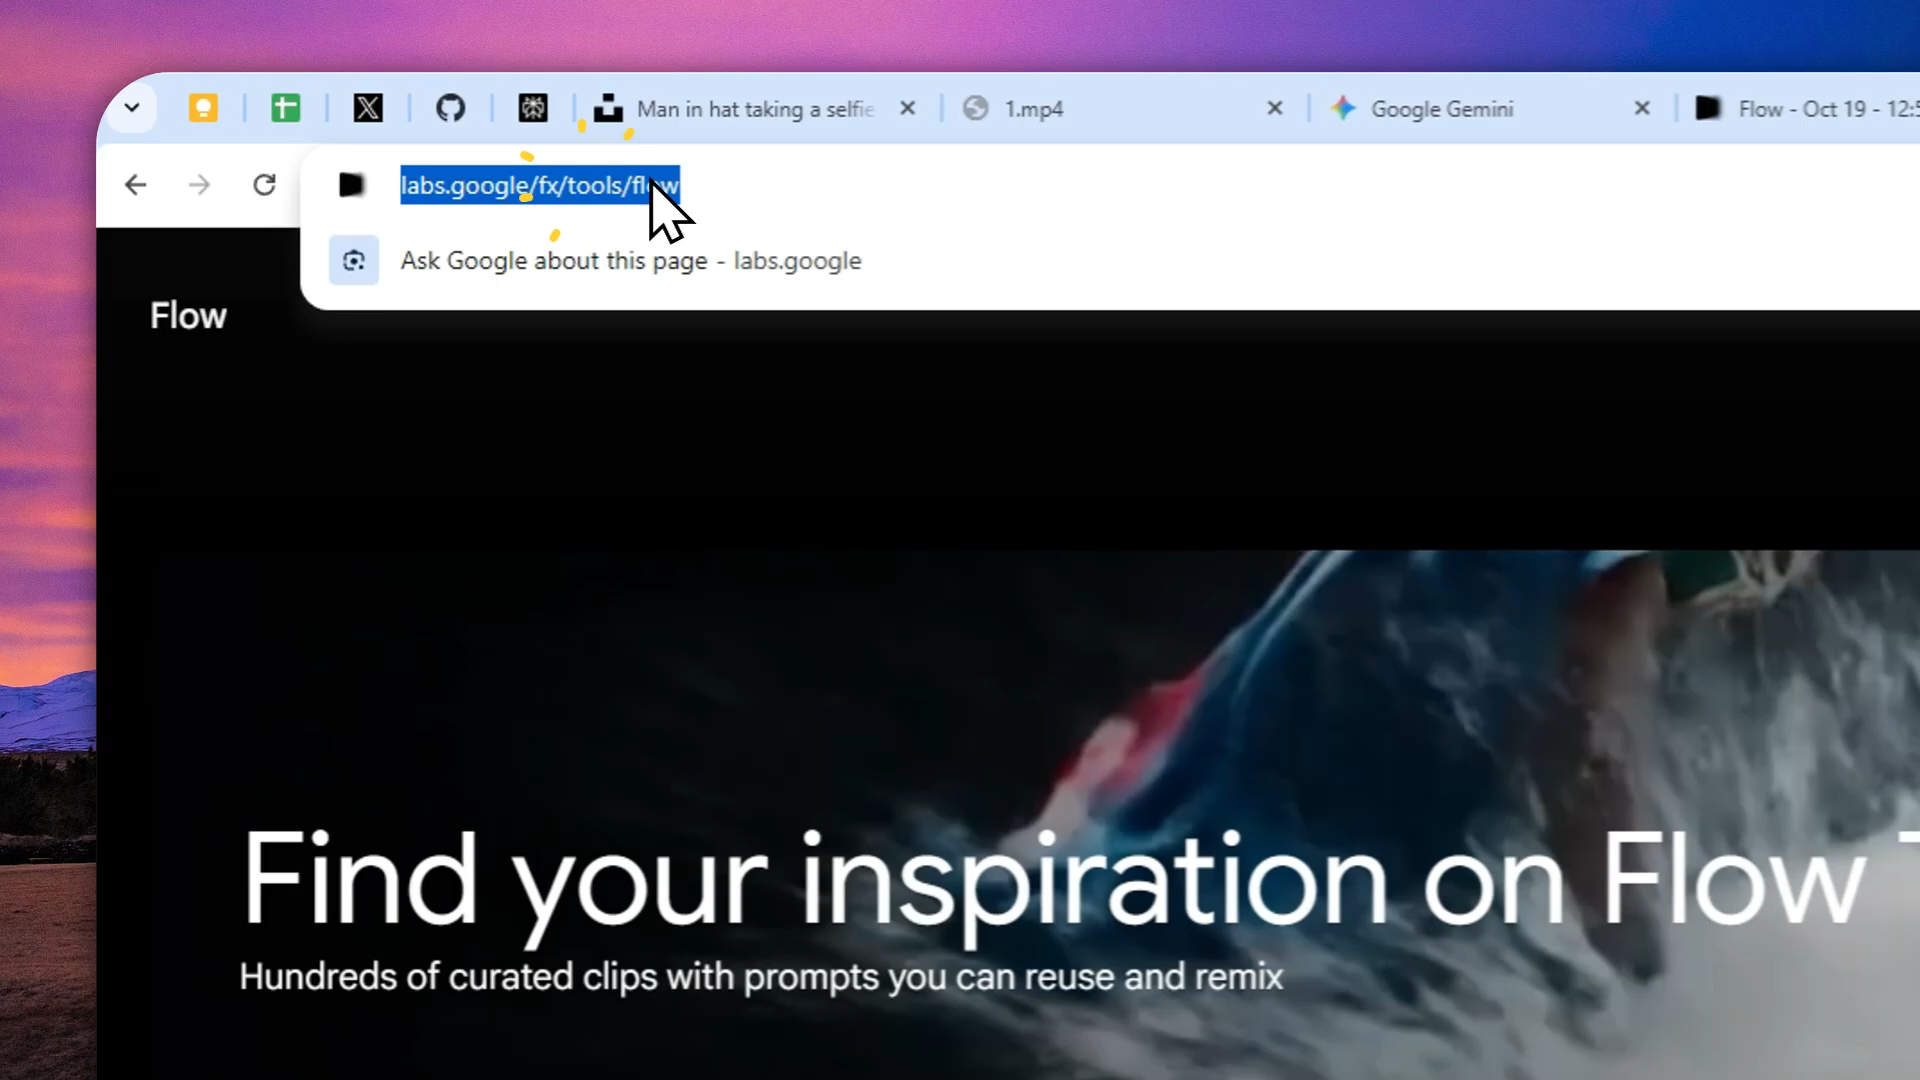 Man in hat taking a selfie
1.mp4
Google Gemini
Flow - Oct 19 - 12:5
labs.google/fx/tools/flow
Ask Google about this page - labs.google
Flow
Find your inspiration on Flow
Hundreds of curated clips with prompts you can reuse and remix